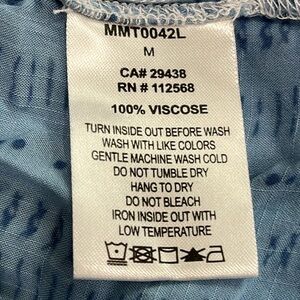 MMT0042L
M
CA# 29438
RN # 112568
100% VISCOSE
TURN INSIDE OUT BEFORE WASH
WASH WITH LIKE COLORS
GENTLE MACHINE WASH COLD
DO NOT TUMBLE DRY
HANG TO DRY
DO NOT BLEACH
IRON INSIDE OUT WITH
LOW TEMPERATURE